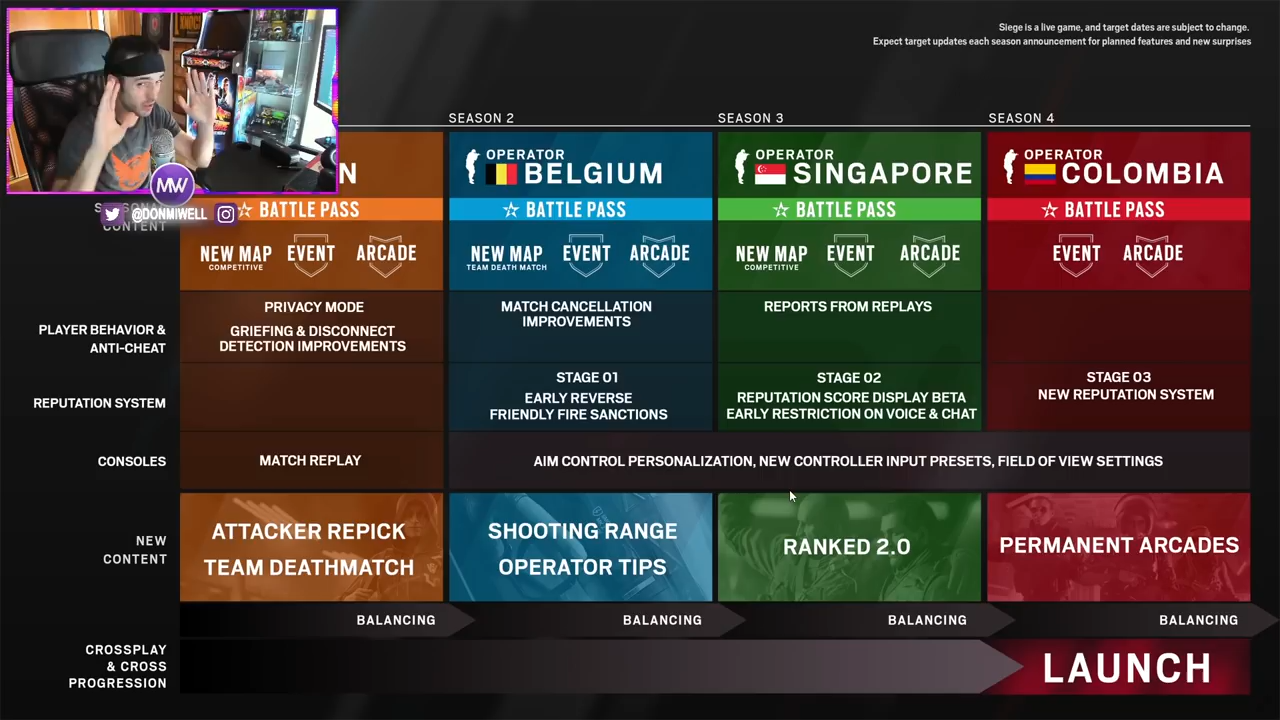 Siege is a live game, and target dates are subject to change.
Expect target updates each season announcement for planned features and new surprises
SEASON 2
SEASON 3
SEASON 4
N
OPERATOR
BELGIUM
OPERATOR
SINGAPORE
OPERATOR
COLOMBIA
MW
@DONMIWELL
CONTENT
BATTLE PASS
BATTLE PASS
BATTLE PASS
BATTLE PASS
NEW MAP
COMPETITIVE
EVENT
ARCADE
NEW MAP
TEAM DEATH MATCH
EVENT
ARCADE
NEW MAP
COMPETITIVE
EVENT
ARCADE
EVENT
ARCADE
PLAYER BEHAVIOR &
ANTI-CHEAT
PRIVACY MODE
GRIEFING & DISCONNECT
DETECTION IMPROVEMENTS
MATCH CANCELLATION
IMPROVEMENTS
REPORTS FROM REPLAYS
REPUTATION SYSTEM
STAGE 01
EARLY REVERSE
FRIENDLY FIRE SANCTIONS
STAGE 02
REPUTATION SCORE DISPLAY BETA
EARLY RESTRICTION ON VOICE & CHAT
STAGE 03
NEW REPUTATION SYSTEM
CONSOLES
MATCH REPLAY
AIM CONTROL PERSONALIZATION, NEW CONTROLLER INPUT PRESETS, FIELD OF VIEW SETTINGS
NEW
CONTENT
ATTACKER REPICK
TEAM DEATHMATCH
SHOOTING RANGE
OPERATOR TIPS
RANKED 2.0
PERMANENT ARCADES
BALANCING
BALANCING
BALANCING
BALANCING
CROSSPLAY
& CROSS
PROGRESSION
LAUNCH